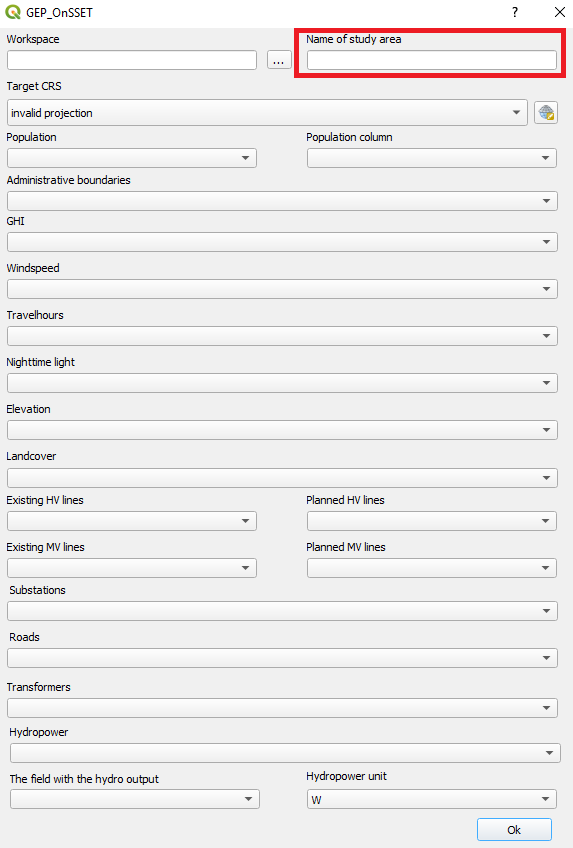 GEP_OnSSET ?
Workspace Name of study area
...
Target CRS
invalid projection
Population Population column
Administrative boundaries
GHI
Windspeed
Travelhours
Nighttime light
Elevation
Landcover
Existing HV lines Planned HV lines
Existing MV lines Planned MV lines
Substations
Roads
Transformers
Hydropower
The field with the hydro output Hydropower unit
W
Ok